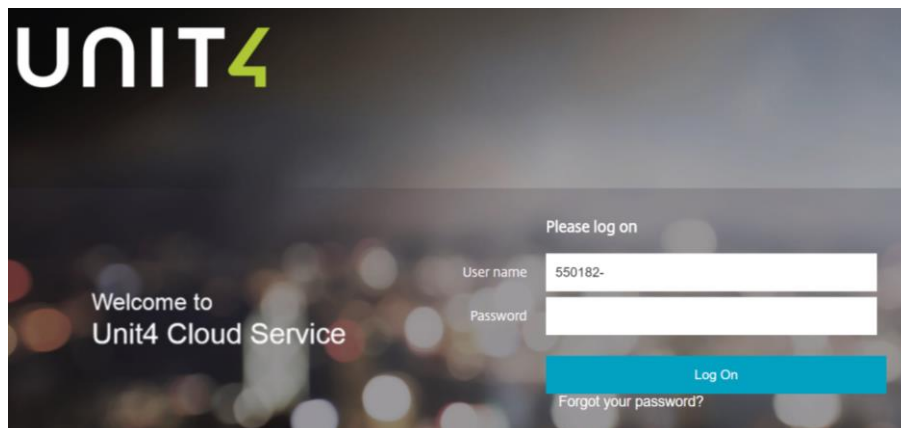 UNIT4
Please log on
User name
550182-
Password
Welcome to
Unit4 Cloud Service
Log On
Forgot your password?